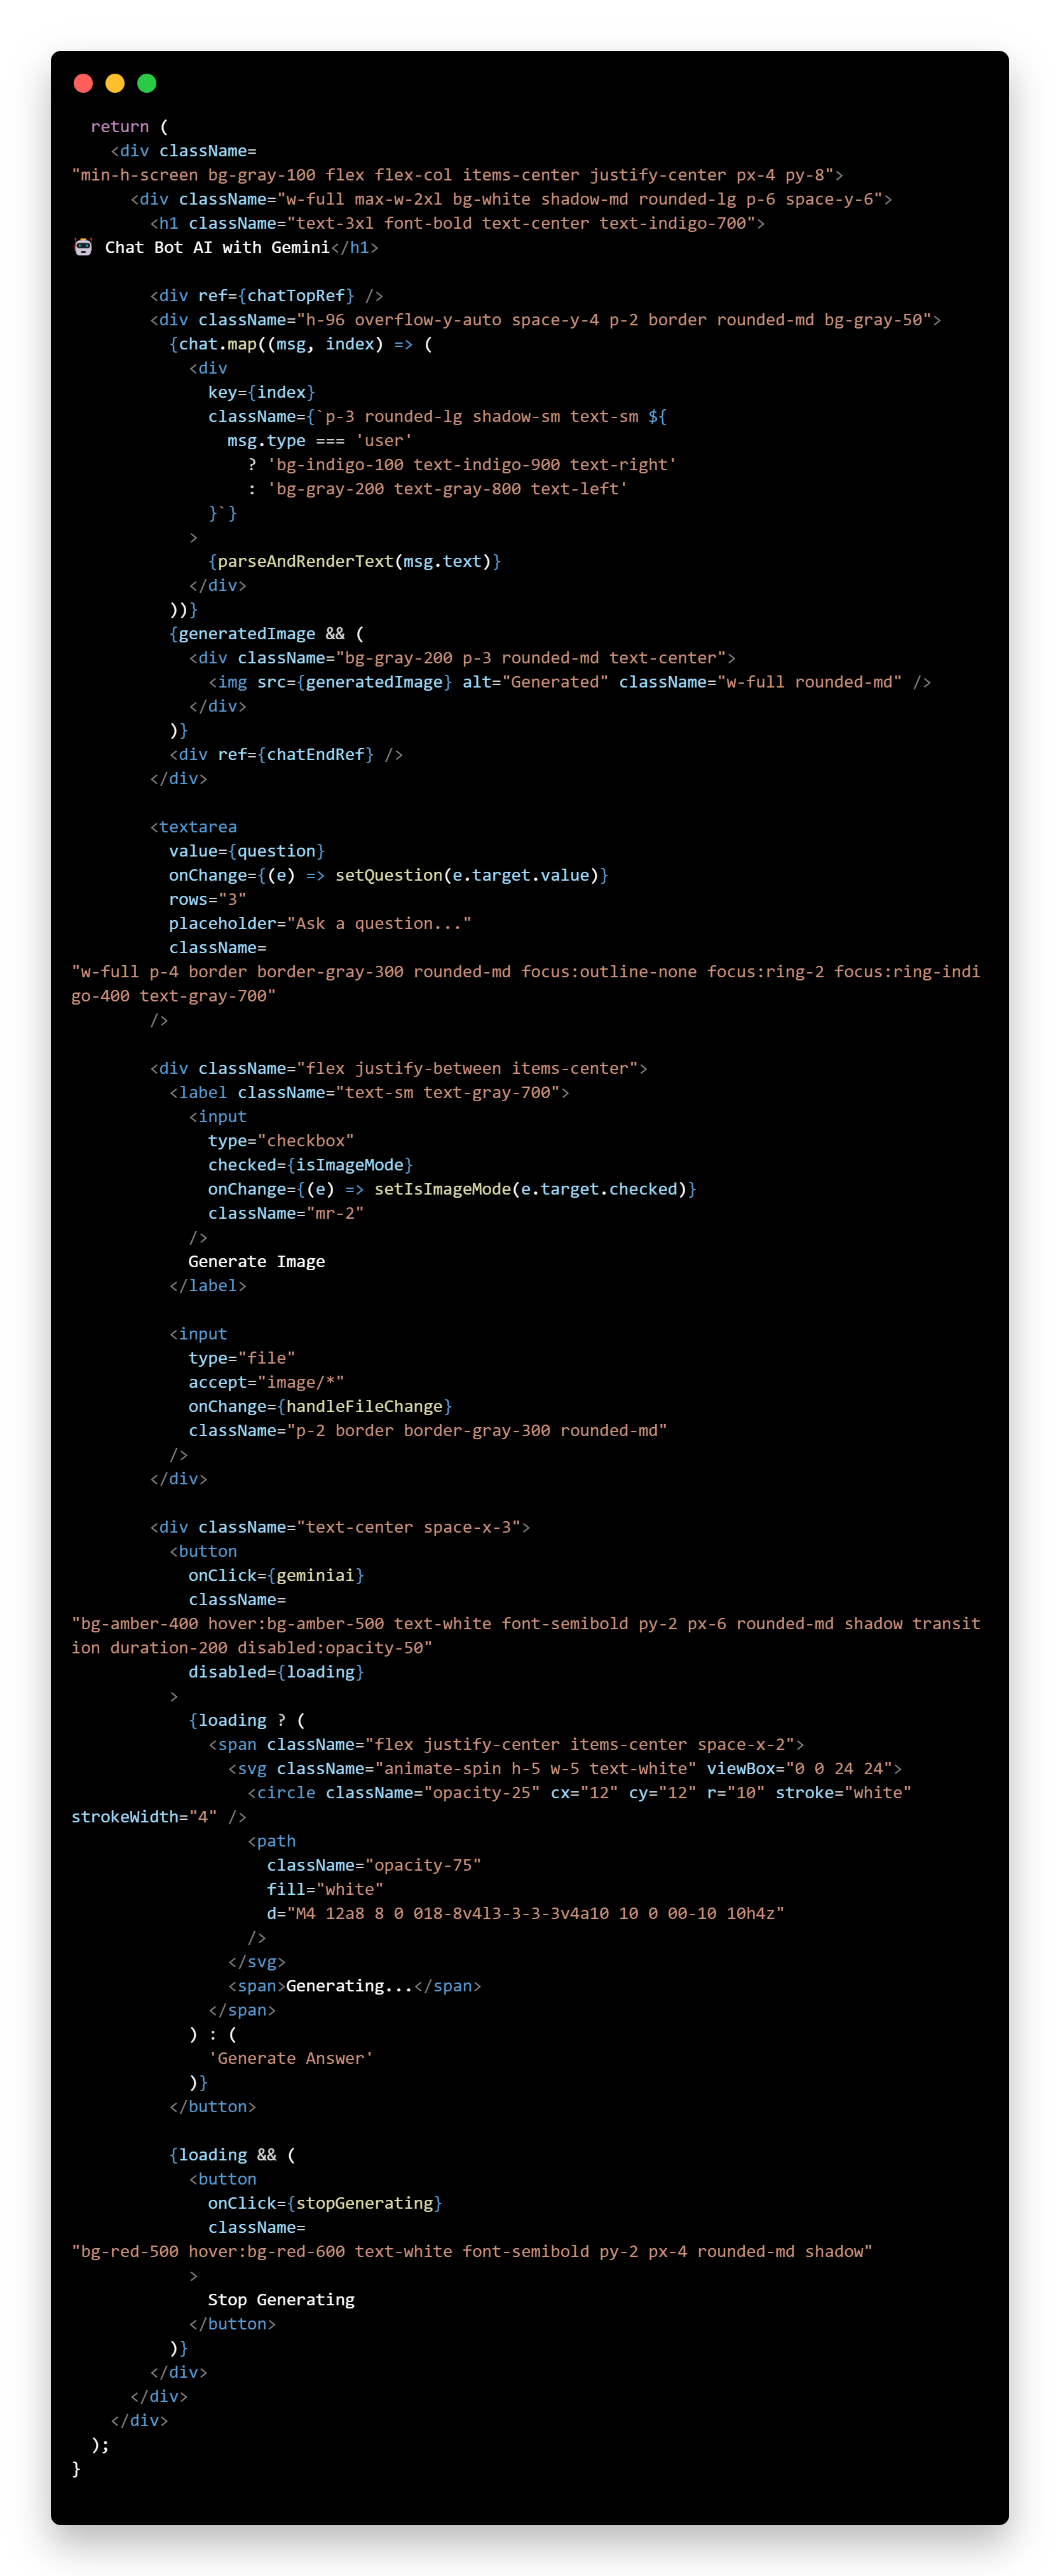 return (
    <div className=
"min-h-screen bg-gray-100 flex flex-col items-center justify-center px-4 py-8">
      <div className="w-full max-w-2xl bg-white shadow-md rounded-lg p-6 space-y-6">
        <h1 className="text-3xl font-bold text-center text-indigo-700">
🤖 Chat Bot AI with Gemini</h1>

        <div ref={chatTopRef} />
        <div className="h-96 overflow-y-auto space-y-4 p-2 border rounded-md bg-gray-50">
          {chat.map((msg, index) => (
            <div
              key={index}
              className={`p-3 rounded-lg shadow-sm text-sm ${
                msg.type === 'user'
                  ? 'bg-indigo-100 text-indigo-900 text-right'
                  : 'bg-gray-200 text-gray-800 text-left'
              }`}
            >
              {parseAndRenderText(msg.text)}
            </div>
          ))}
          {generatedImage && (
            <div className="bg-gray-200 p-3 rounded-md text-center">
              <img src={generatedImage} alt="Generated" className="w-full rounded-md" />
            </div>
          )}
          <div ref={chatEndRef} />
        </div>

        <textarea
          value={question}
          onChange={(e) => setQuestion(e.target.value)}
          rows="3"
          placeholder="Ask a question..."
          className=
"w-full p-4 border border-gray-300 rounded-md focus:outline-none focus:ring-2 focus:ring-indi
go-400 text-gray-700"
        />

        <div className="flex justify-between items-center">
          <label className="text-sm text-gray-700">
            <input
              type="checkbox"
              checked={isImageMode}
              onChange={(e) => setIsImageMode(e.target.checked)}
              className="mr-2"
            />
            Generate Image
          </label>

          <input
            type="file"
            accept="image/*"
            onChange={handleFileChange}
            className="p-2 border border-gray-300 rounded-md"
          />
        </div>

        <div className="text-center space-x-3">
          <button
            onClick={geminiai}
            className=
"bg-amber-400 hover:bg-amber-500 text-white font-semibold py-2 px-6 rounded-md shadow transit
ion duration-200 disabled:opacity-50"
            disabled={loading}
          >
            {loading ? (
              <span className="flex justify-center items-center space-x-2">
                <svg className="animate-spin h-5 w-5 text-white" viewBox="0 0 24 24">
                  <circle className="opacity-25" cx="12" cy="12" r="10" stroke="white"
strokeWidth="4" />
                  <path
                    className="opacity-75"
                    fill="white"
                    d="M4 12a8 8 0 018-8v4l3-3-3-3v4a10 10 0 00-10 10h4z"
                  />
                </svg>
                <span>Generating...</span>
              </span>
            ) : (
              'Generate Answer'
            )}
          </button>

          {loading && (
            <button
              onClick={stopGenerating}
              className=
"bg-red-500 hover:bg-red-600 text-white font-semibold py-2 px-4 rounded-md shadow"
            >
              Stop Generating
            </button>
          )}
        </div>
      </div>
    </div>
  );
}